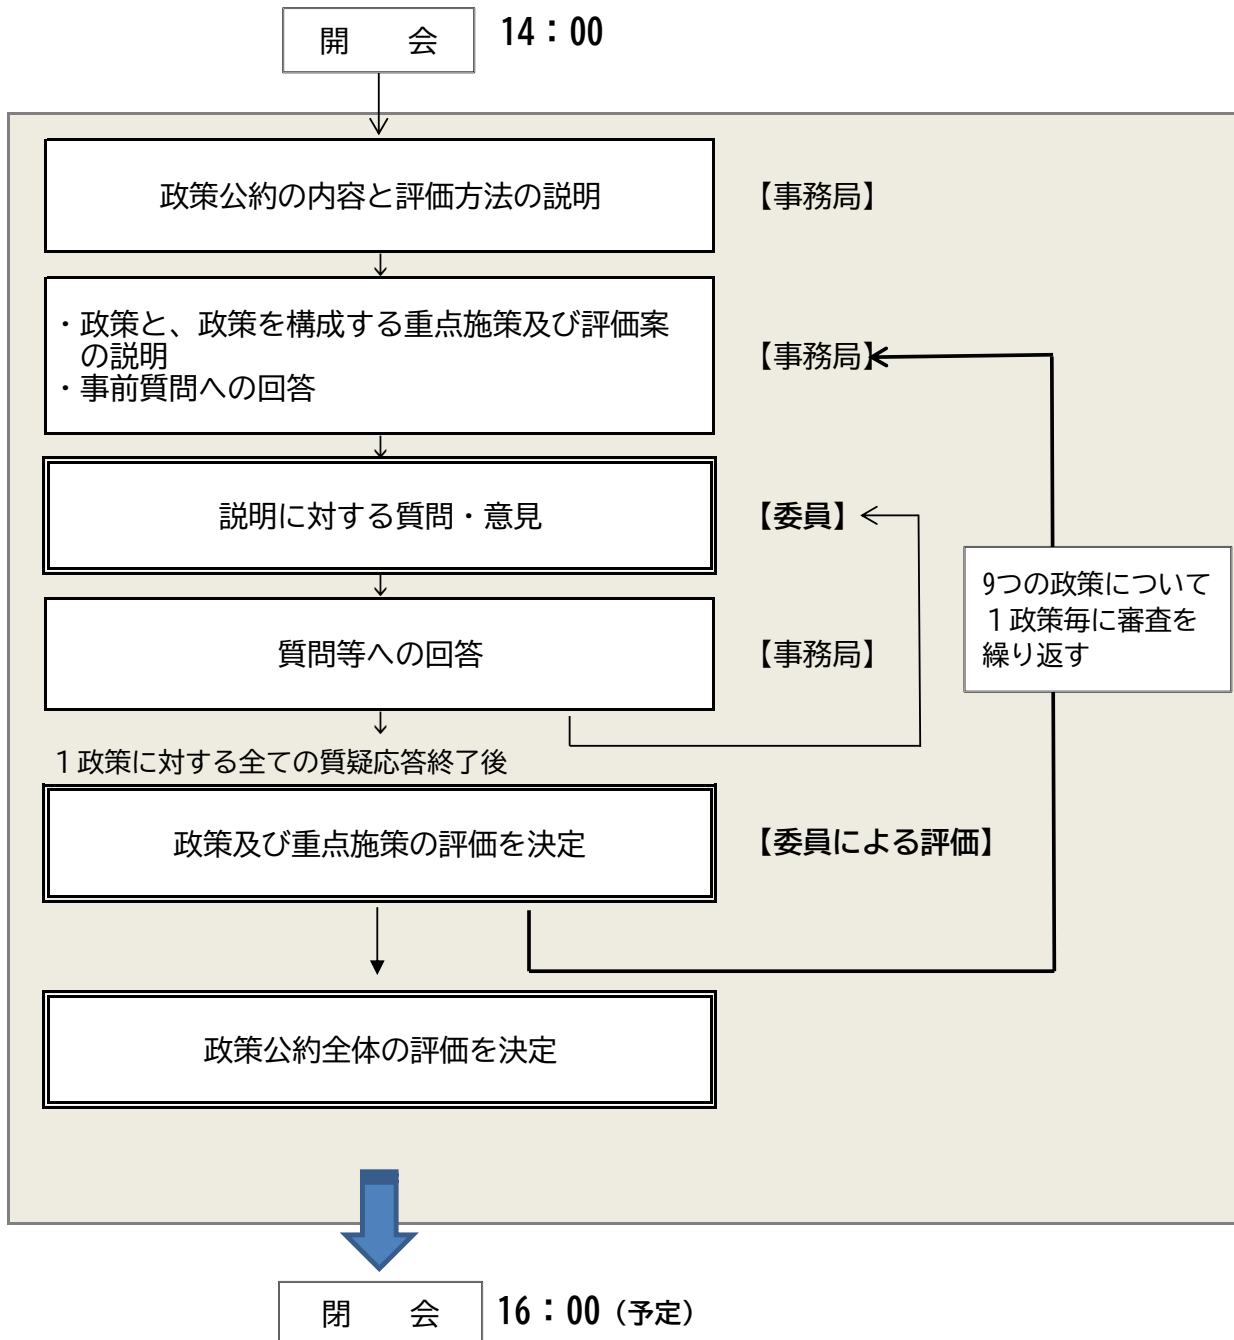 開　会
14：00
政策公約の内容と評価方法の説明
【事務局】
・政策と、政策を構成する重点施策及び評価案
の説明
・事前質問への回答
【事務局】
説明に対する質問・意見
【委員】
9つの政策について
１政策毎に審査を
繰り返す
質問等への回答
【事務局】
１政策に対する全ての質疑応答終了後
政策及び重点施策の評価を決定
【委員による評価】
政策公約全体の評価を決定
閉　会
16：00（予定）